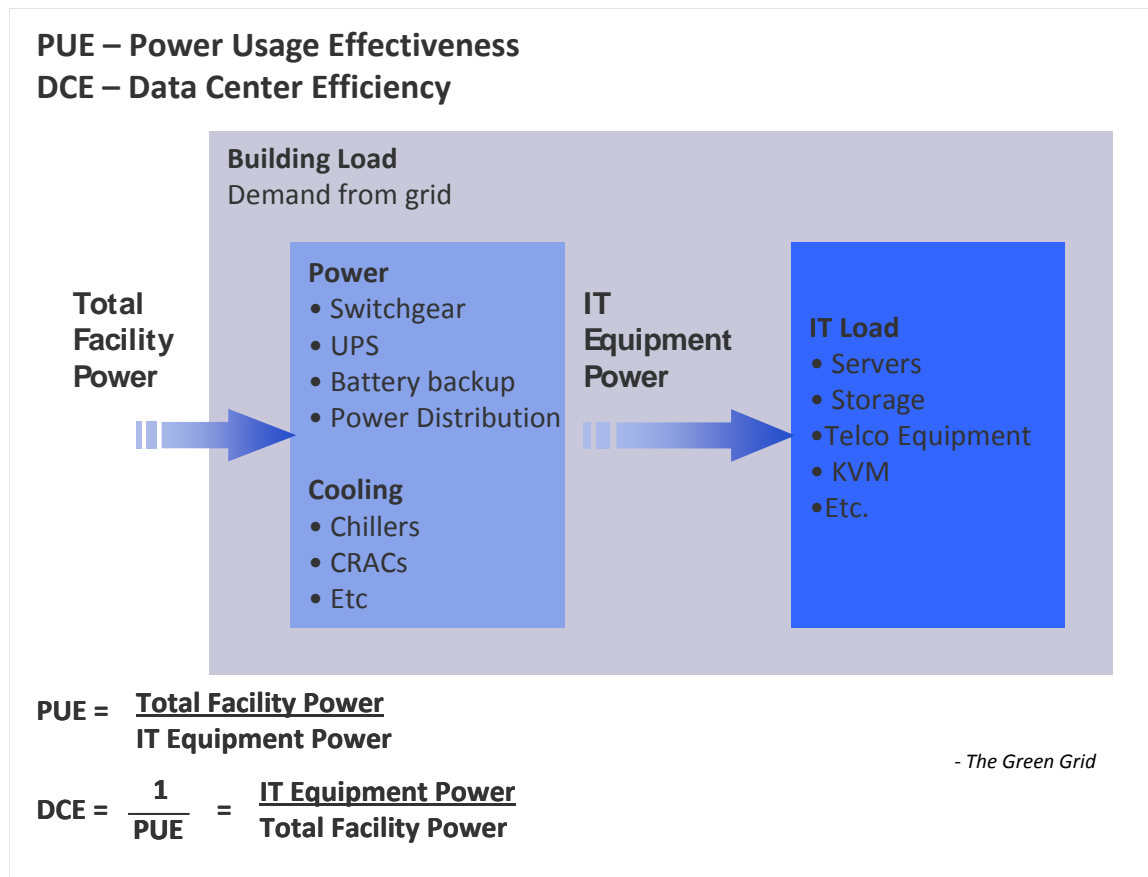 PUE – Power Usage Effectiveness
DCE – Data Center Efficiency
Building Load
Demand from grid
Total
Facility
Power
Power
• Switchgear
• UPS
• Battery backup
• Power Distribution
Cooling
• Chillers
• CRACs
• Etc
IT
Equipment
Power
IT Load
• Servers
• Storage
•Telco Equipment
• KVM
•Etc.
PUE = Total Facility Power
IT Equipment Power
- The Green Grid
DCE = 1 = IT Equipment Power
PUE Total Facility Power